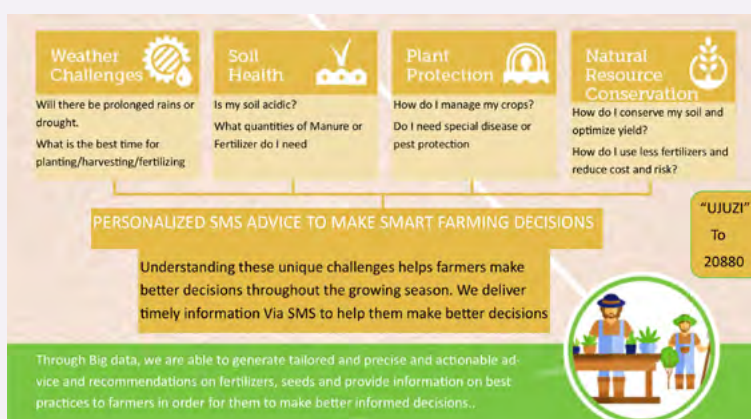 Weather
Challenges
Will there be prolonged rains or
drought.
What is the best time for
planting/harvesting/fertilizing
Soil
Health
Is my soil acidic?
What quantities of Manure or
Fertilizer do I need
Plant
Protection
How do I manage my crops?
Do I need special disease or
pest protection
Natural
Resource
Conservation
How do I conserve my soil and
optimize yield?
How do I use less fertilizers and
reduce cost and risk?
PERSONALIZED SMS ADVICE TO MAKE SMART FARMING DECISIONS
"UJUZI"
To
20880
Understanding these unique challenges helps farmers make
better decisions throughout the growing season. We deliver
timely information Via SMS to help them make better decisions
Through Big data, we are able to generate tailored and precise and actionable ad-
vice and recommendations on fertilizers, seeds and provide information on best
practices to farmers in order for them to make better informed decisions..